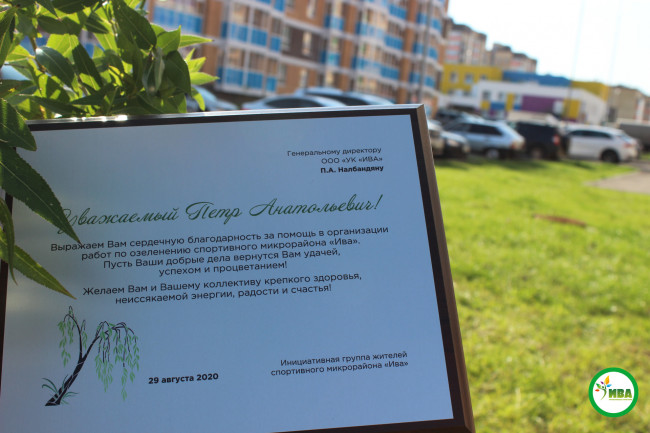 Генеральному директору
ООО «УК «ИВА»
П.А. Налбандяну
Уважаемый Петр Анатольевич!
Выражаем Вам сердечную благодарность за помощь в организации
работ по озеленению спортивного микрорайона «Ива».
Пусть Ваши добрые дела вернутся Вам удачей,
успехом и процветанием!
Желаем Вам и Вашему коллективу крепкого здоровья,
неиссякаемой энергии, радости и счастья!
29 августа 2020
Инициативная группа жителей
спортивного микрорайона «Ива»
ИВА